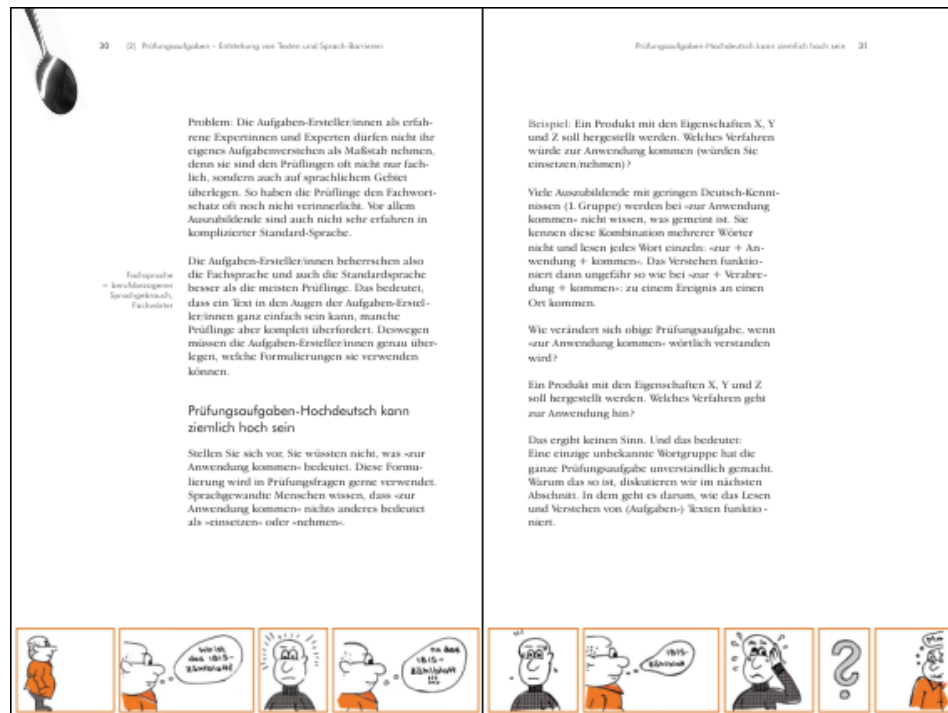 30 (2) Prüfungsaufgaben – Entstehung von Texten und Sprach-Barrieren
Problem: Die Aufgaben-Ersteller/innen als erfah-
rene Expertinnen und Experten dürfen nicht ihr
eigenes Aufgabenverstehen als Maßstab nehmen,
denn sie sind den Prüflingen oft nicht nur fach-
lich, sondern auch auf sprachlichem Gebiet
überlegen. So haben die Prüflinge den Fachwort-
schatz oft noch nicht verinnerlicht. Vor allem
Auszubildende sind auch nicht sehr erfahren in
komplizierter Standard-Sprache.
Die Aufgaben-Ersteller/innen beherrschen also
die Fachsprache und auch die Standardsprache
besser als die meisten Prüflinge. Das bedeutet,
dass ein Text in den Augen der Aufgaben-Erstel-
ler/innen ganz einfach sein kann, manche
Prüflinge aber komplett überfordert. Deswegen
müssen die Aufgaben-Ersteller/innen genau über-
legen, welche Formulierungen sie verwenden
können.
Fachsprache
= berufsbezogener
Sprachgebrauch,
Fachwörter
Prüfungsaufgaben-Hochdeutsch kann
ziemlich hoch sein
Stellen Sie sich vor, Sie wüssten nicht, was »zur
Anwendung kommen« bedeutet. Diese Formu-
lierung wird in Prüfungsfragen gerne verwendet.
Sprachgewandte Menschen wissen, dass »zur
Anwendung kommen« nichts anderes bedeutet
als »einsetzen« oder »nehmen«.
Wo ist
das IBIS-
Zählblatt?
na das
IBIS-
Zählblatt
!!!
Prüfungsaufgaben-Hochdeutsch kann ziemlich hoch sein 31
Beispiel: Ein Produkt mit den Eigenschaften X, Y
und Z soll hergestellt werden. Welches Verfahren
würde zur Anwendung kommen (würden Sie
einsetzen/nehmen)?
Viele Auszubildende mit geringen Deutsch-Kennt-
nissen (1. Gruppe) werden bei »zur Anwendung
kommen« nicht wissen, was gemeint ist. Sie
kennen diese Kombination mehrerer Wörter
nicht und lesen jedes Wort einzeln: »zur + An-
wendung + kommen«. Das Verstehen funktio-
niert dann ungefähr so wie bei »zur + Verabre-
dung + kommen«: zu einem Ereignis an einen
Ort kommen.
Wie verändert sich obige Prüfungsaufgabe, wenn
»zur Anwendung kommen« wörtlich verstanden
wird?
Ein Produkt mit den Eigenschaften X, Y und Z
soll hergestellt werden. Welches Verfahren geht
zur Anwendung hin?
Das ergibt keinen Sinn. Und das bedeutet:
Eine einzige unbekannte Wortgruppe hat die
ganze Prüfungsaufgabe unverständlich gemacht.
Warum das so ist, diskutieren wir im nächsten
Abschnitt. In dem geht es darum, wie das Lesen
und Verstehen von (Aufgaben-) Texten funktio-
niert.
IBIS-
Zählblatt
?